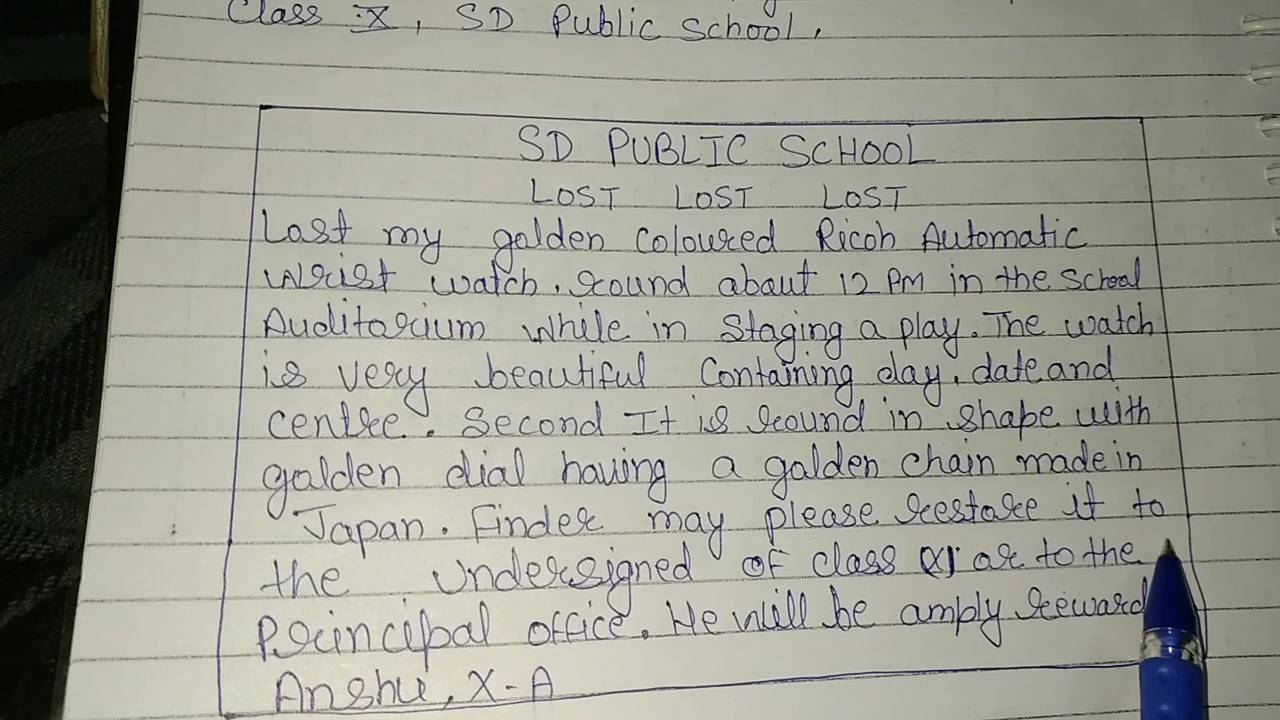 Class X, SD Public School.
SD PUBLIC SCHOOL
LOST LOST LOST
Lost my golden coloured Ricoh Automatic
Wrist watch. round about 12 PM in the School
Auditorium While in Staging a play. The watch
is very beautiful Containing day, date and
centre. Second It is round in shape with
golden dial having a golden chain made in
Japan. Finder may please restore it to
the undersigned of class (X) or to the
Principal office. He will be amply reward
Anshu, X-A